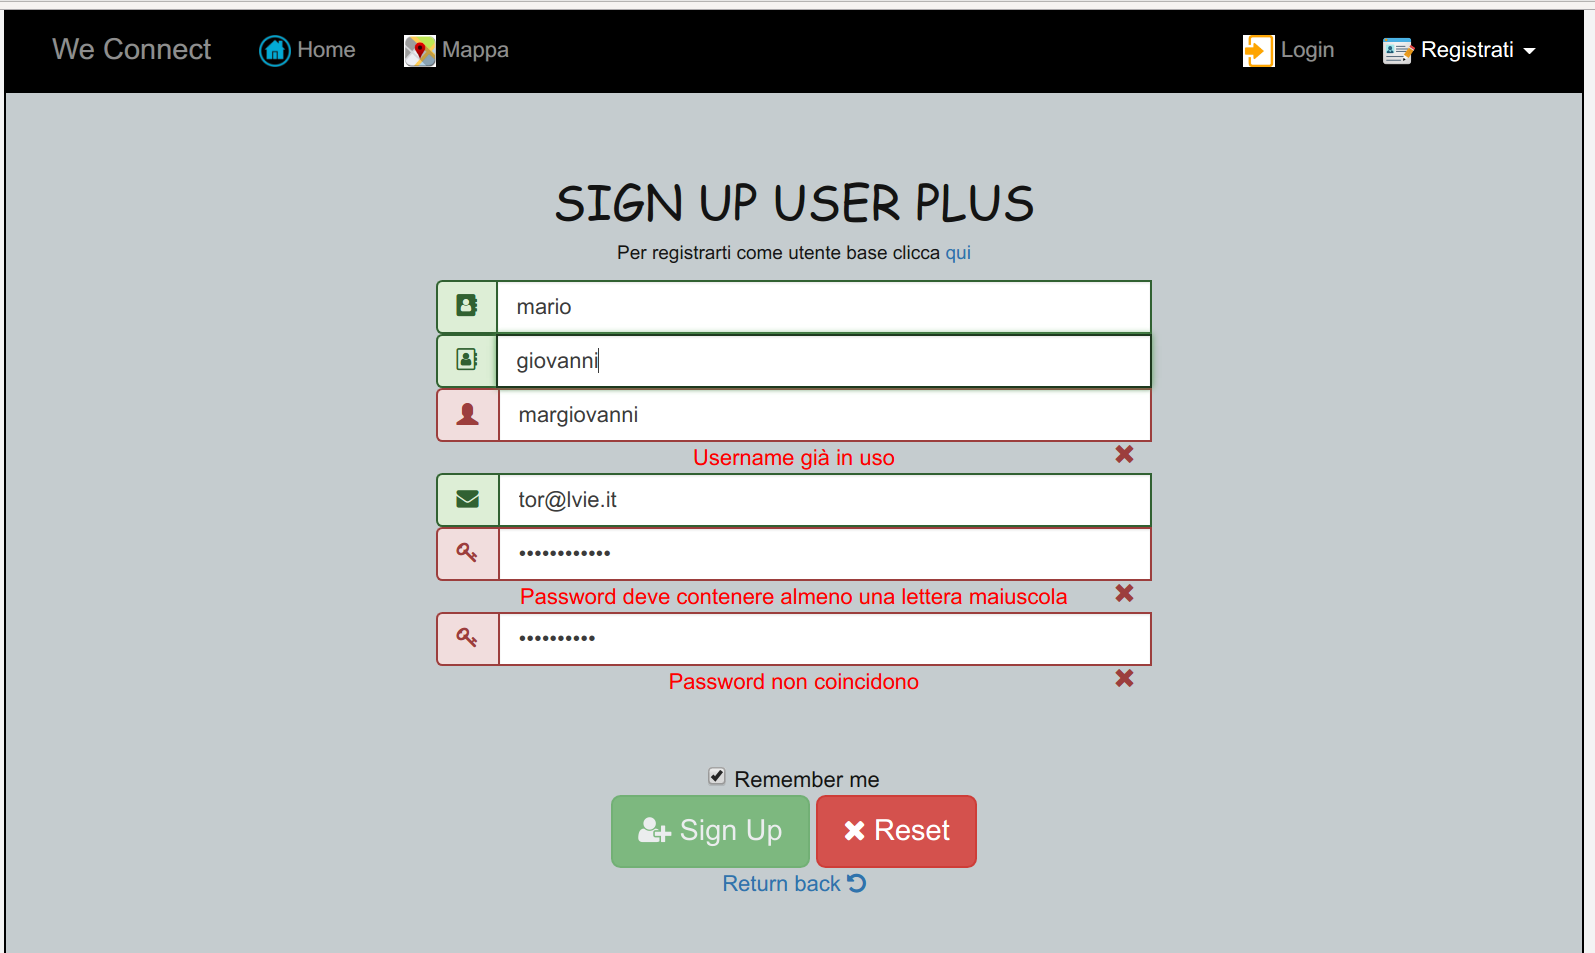 We Connect Home Mappa Login Registrati
SIGN UP USER PLUS
Per registrarti come utente base clicca qui
mario
giovanni
margiovanni
Username già in uso
tor@lvie.it
••••••••••••
Password deve contenere almeno una lettera maiuscola
••••••••••
Password non coincidono
Remember me
Sign Up Reset
Return back